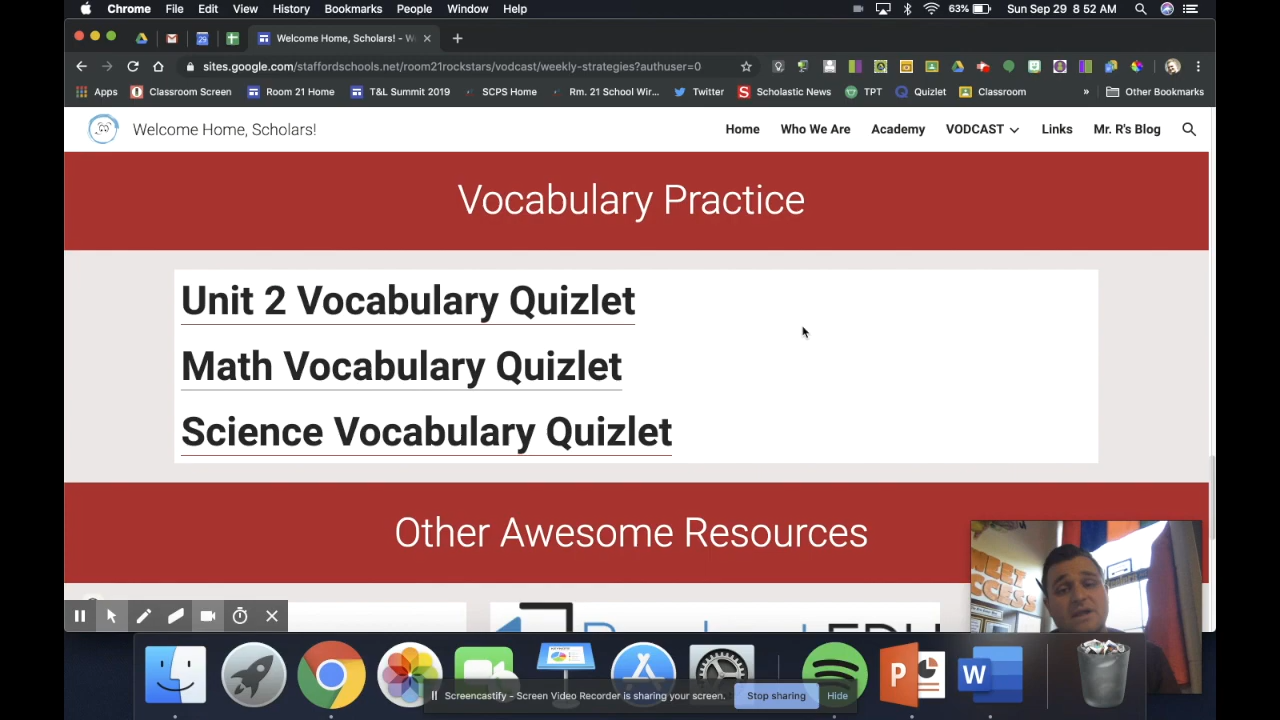 Chrome File Edit View History Bookmarks People Window Help 63% Sun Sep 29 8 52 AM
29 Welcome Home, Scholars! - W
sites.google.com/staffordschools.net/room21rockstars/vodcast/weekly-strategies?authuser=0
Apps Classroom Screen Room 21 Home T&L Summit 2019 SCPS Home Rm. 21 School Wir... Twitter S Scholastic News TPT Quizlet Classroom » Other Bookmarks
Welcome Home, Scholars! Home Who We Are Academy VODCAST Links Mr. R's Blog
Vocabulary Practice
Unit 2 Vocabulary Quizlet
Math Vocabulary Quizlet
Science Vocabulary Quizlet
Other Awesome Resources
EDU
P W
Screencastify - Screen Video Recorder is sharing your screen. Stop sharing Hide